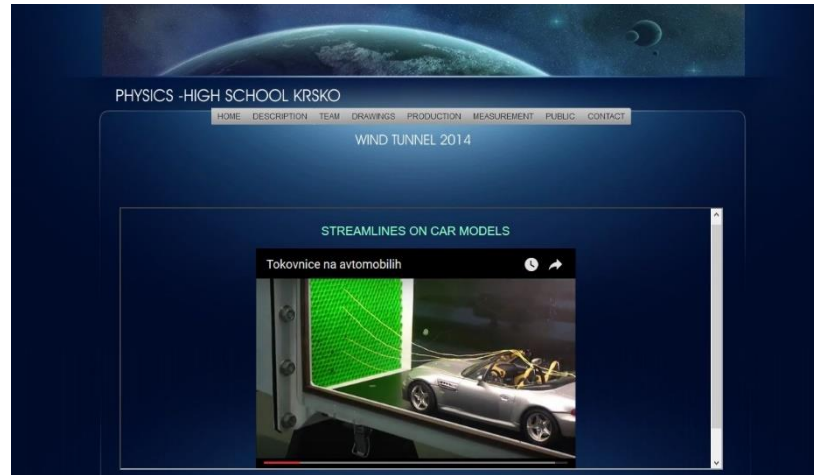 PHYSICS -HIGH SCHOOL KRSKO
HOME DESCRIPTION TEAM DRAWINGS PRODUCTION MEASUREMENT PUBLIC CONTACT
WIND TUNNEL 2014
STREAMLINES ON CAR MODELS
Tokovnice na avtomobilih